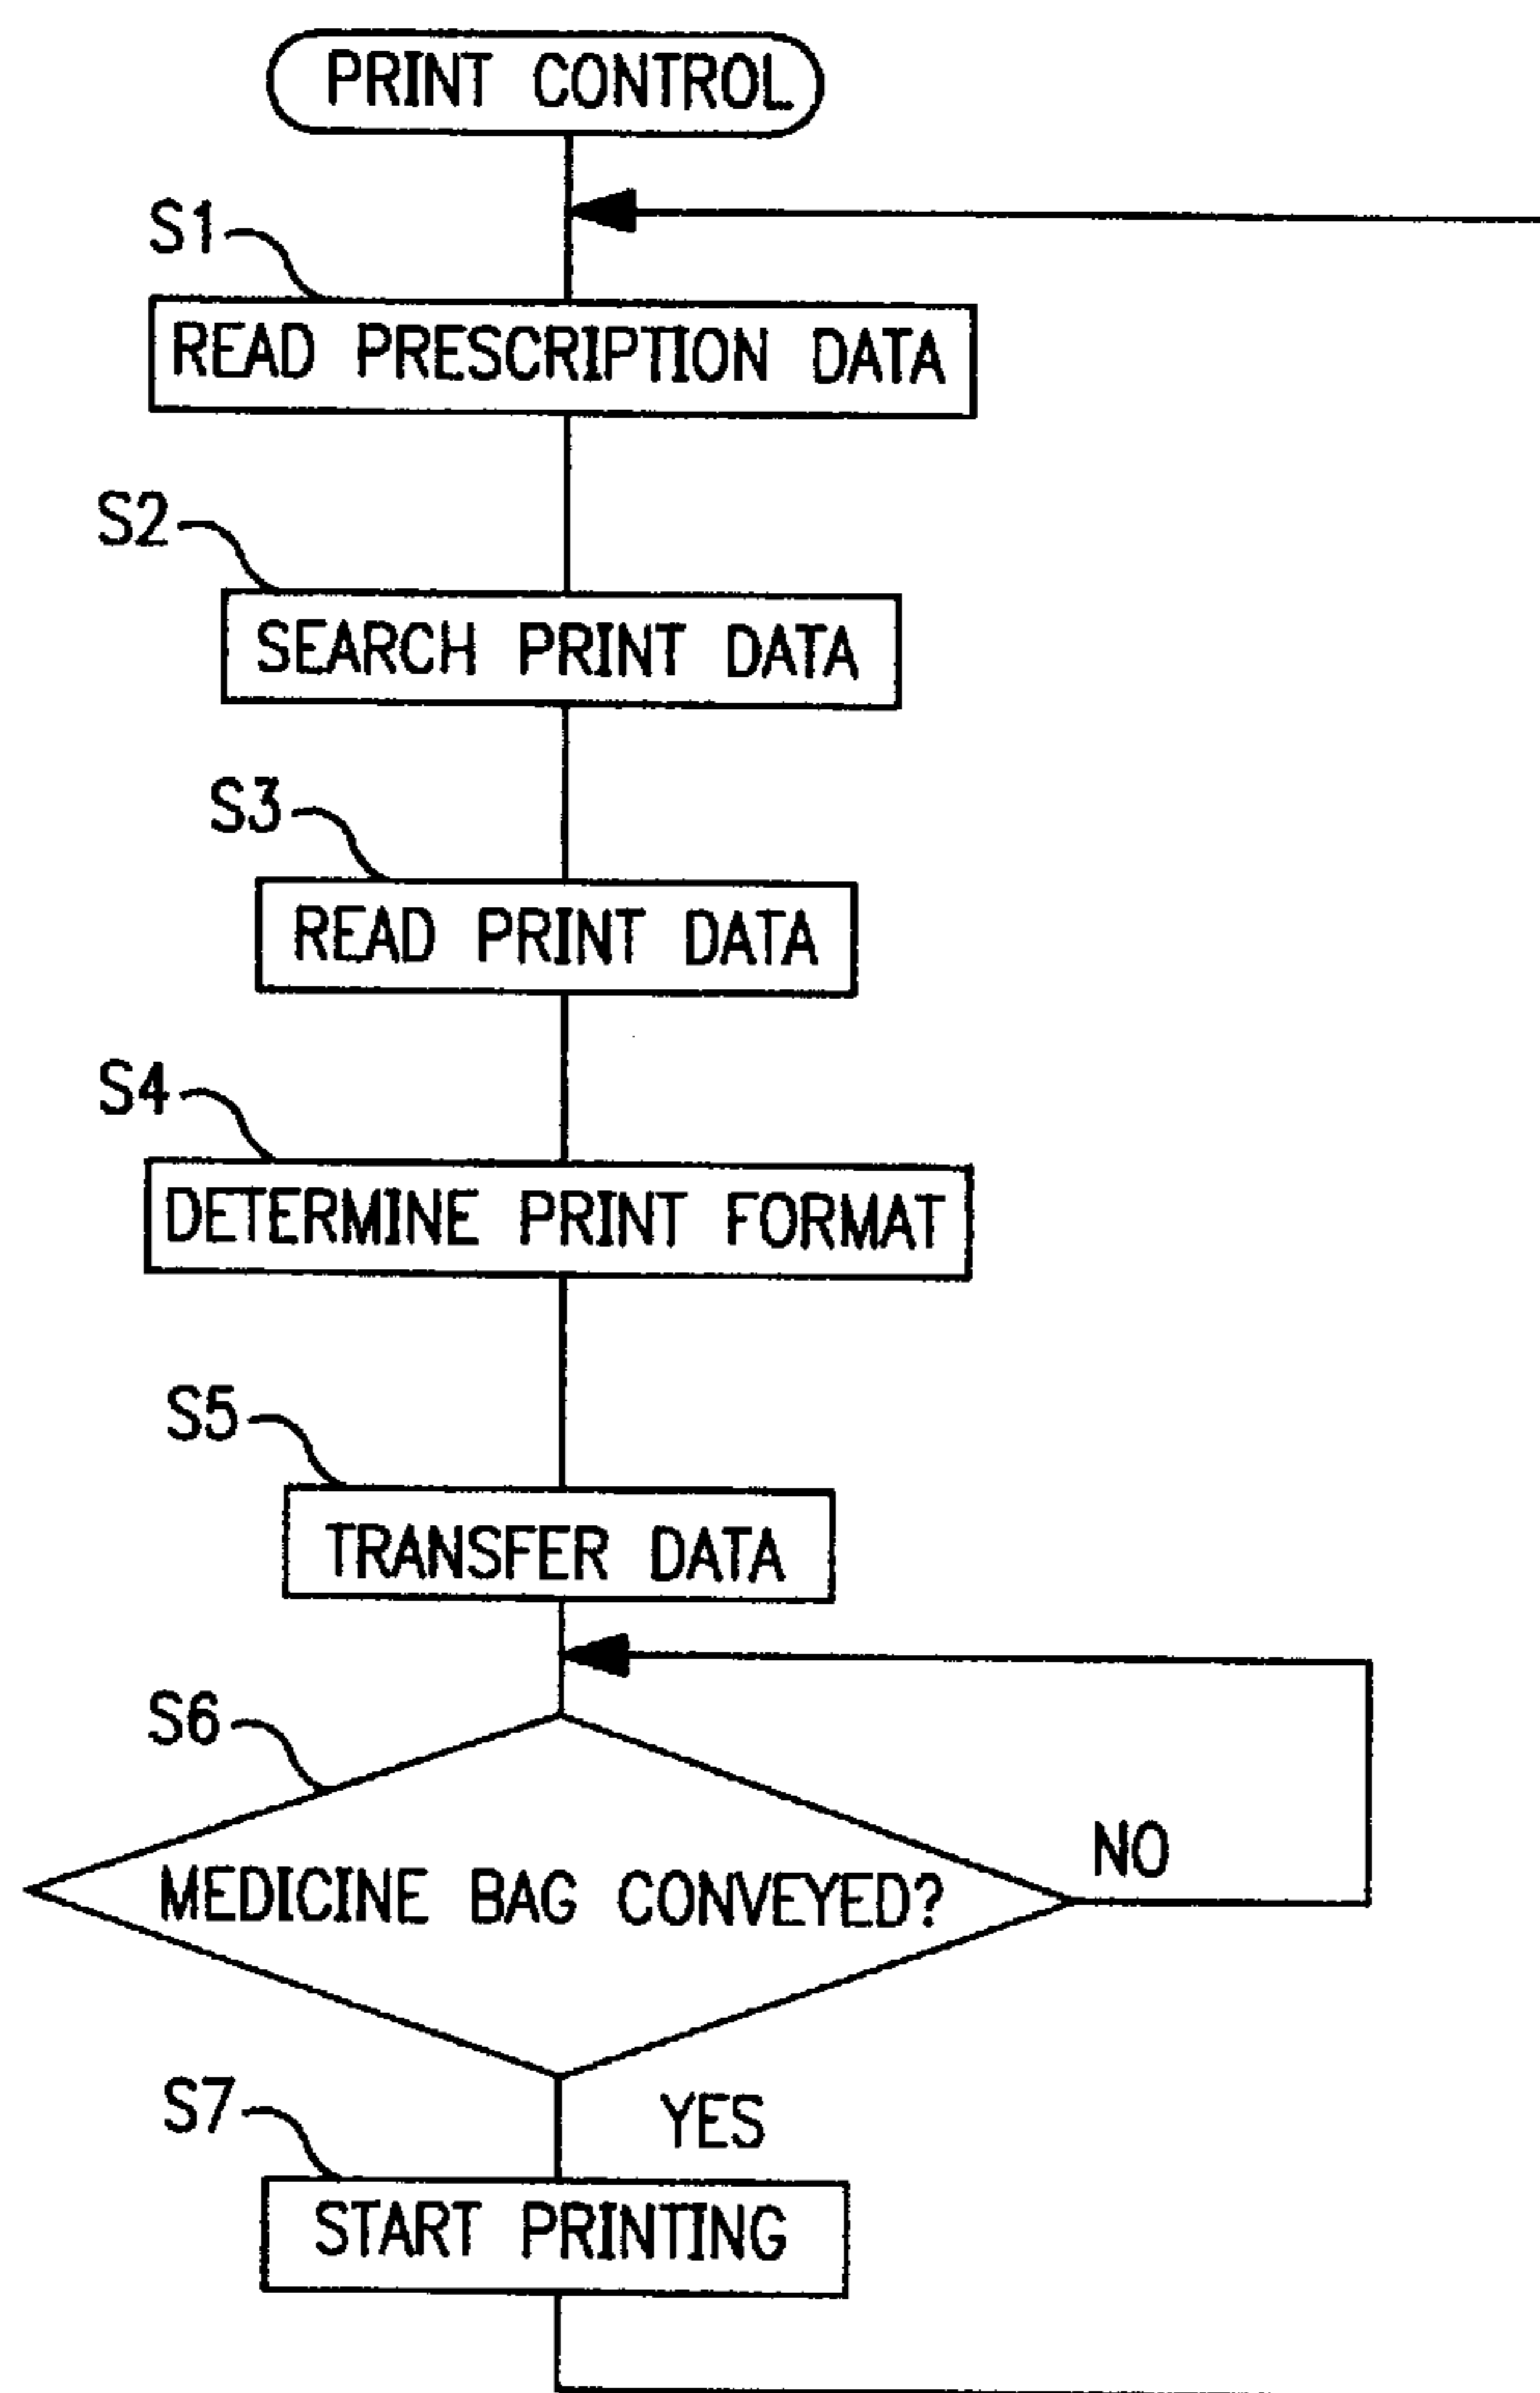 PRINT CONTROL
S1
READ PRESCRIPTION DATA
S2
SEARCH PRINT DATA
S3
READ PRINT DATA
S4
DETERMINE PRINT FORMAT
S5
TRANSFER DATA
S6
MEDICINE BAG CONVEYED?
NO
YES
S7
START PRINTING